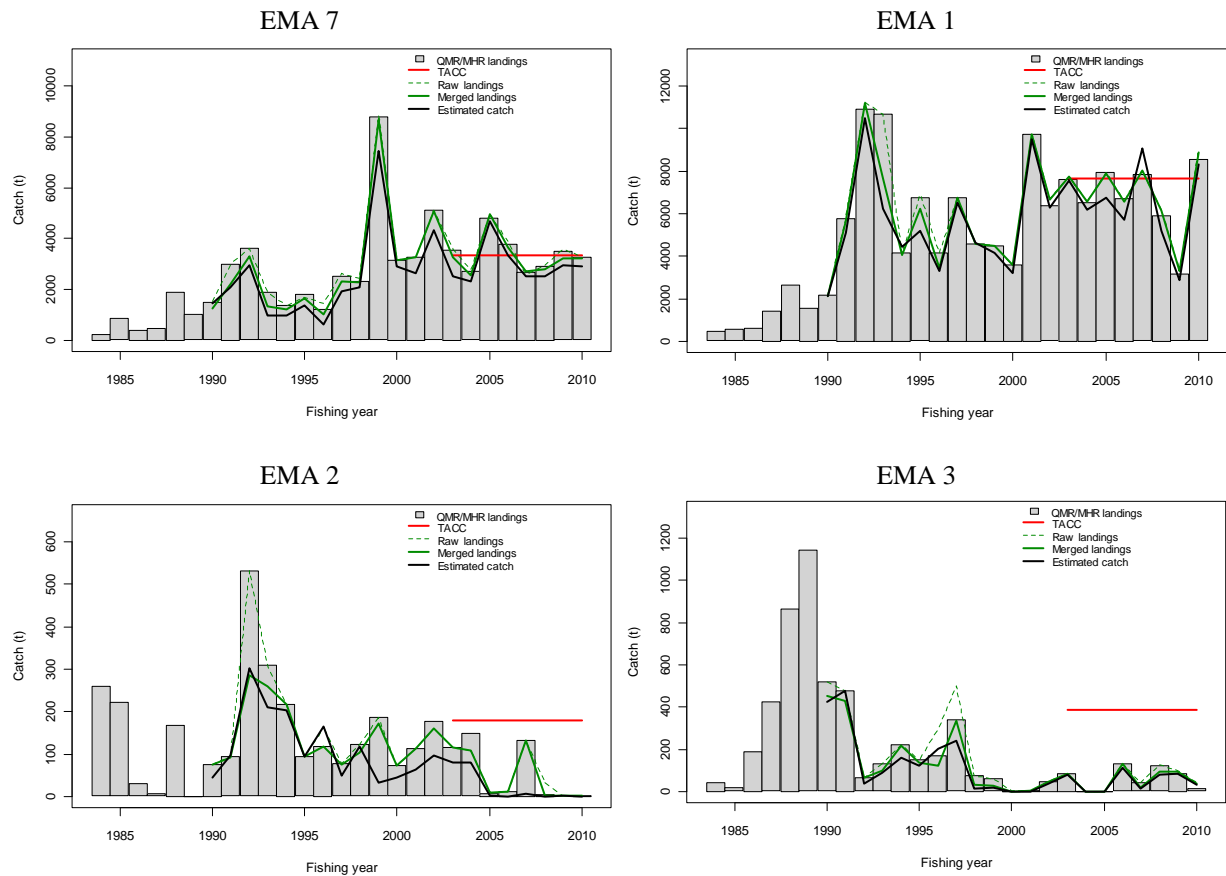 EMA 7
QMR/MHR landings
TACC
Raw landings
Merged landings
Estimated catch
Catch (t)
0 2000 4000 6000 8000 10000
1985 1990 1995 2000 2005 2010
Fishing year
EMA 1
QMR/MHR landings
TACC
Raw landings
Merged landings
Estimated catch
Catch (t)
0 2000 4000 6000 8000 12000
1985 1990 1995 2000 2005 2010
Fishing year
EMA 2
QMR/MHR landings
TACC
Raw landings
Merged landings
Estimated catch
Catch (t)
0 100 200 300 400 500 600
1985 1990 1995 2000 2005 2010
Fishing year
EMA 3
QMR/MHR landings
TACC
Raw landings
Merged landings
Estimated catch
Catch (t)
0 200 400 600 800 1000 1200
1985 1990 1995 2000 2005 2010
Fishing year